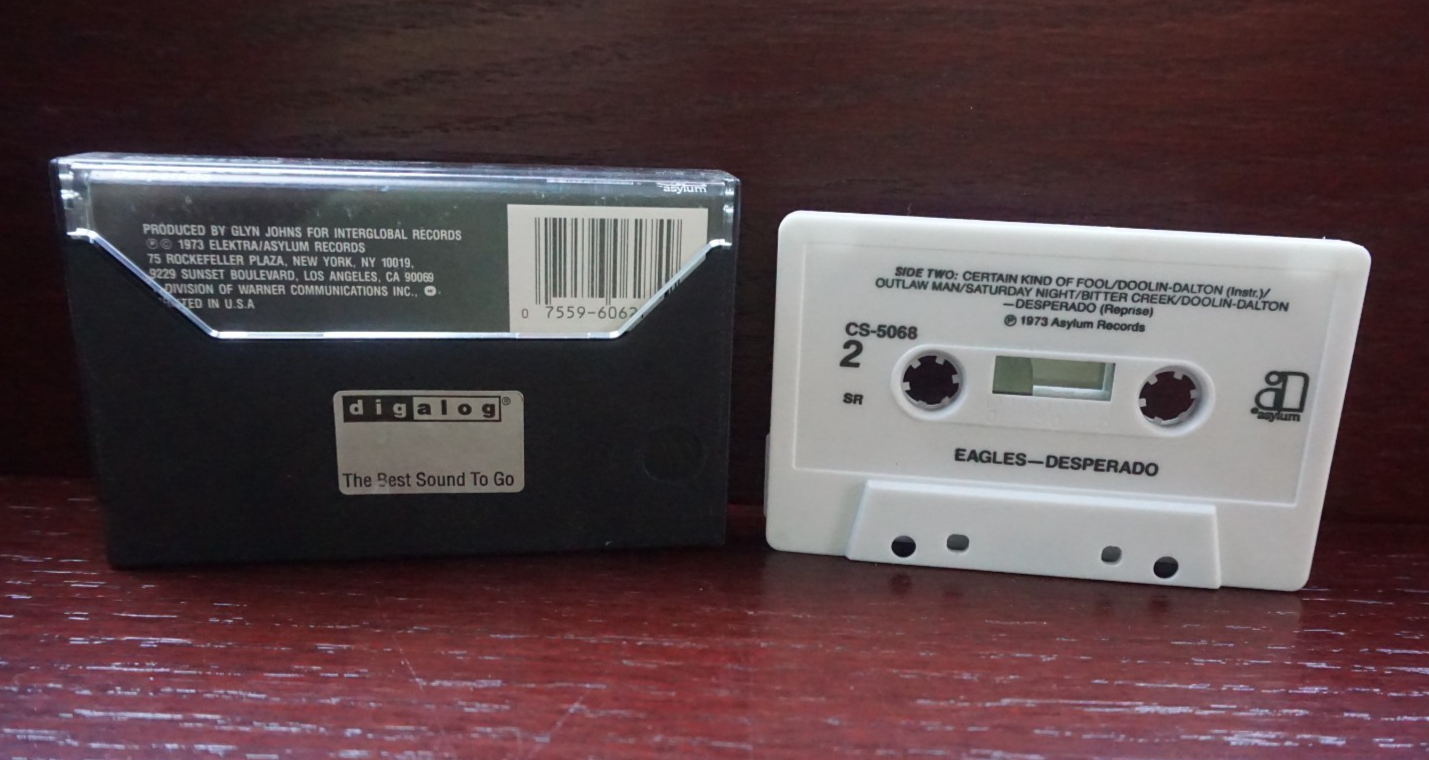 asylum
PRODUCED BY GLYN JOHNS FOR INTERGLOBAL RECORDS
Ⓟ © 1973 ELEKTRA/ASYLUM RECORDS
75 ROCKEFELLER PLAZA, NEW YORK, NY 10019,
9229 SUNSET BOULEVARD, LOS ANGELES, CA 90069
DIVISION OF WARNER COMMUNICATIONS INC.,
IN U.S.A
0 7559-6062
digalog®
The Best Sound To Go
SIDE TWO: CERTAIN KIND OF FOOL/DOOLIN-DALTON (Instr.)/
OUTLAW MAN/SATURDAY NIGHT/BITTER CREEK/DOOLIN-DALTON
—DESPERADO (Reprise)
Ⓟ 1973 Asylum Records
CS-5068
2
SR
asylum
EAGLES—DESPERADO